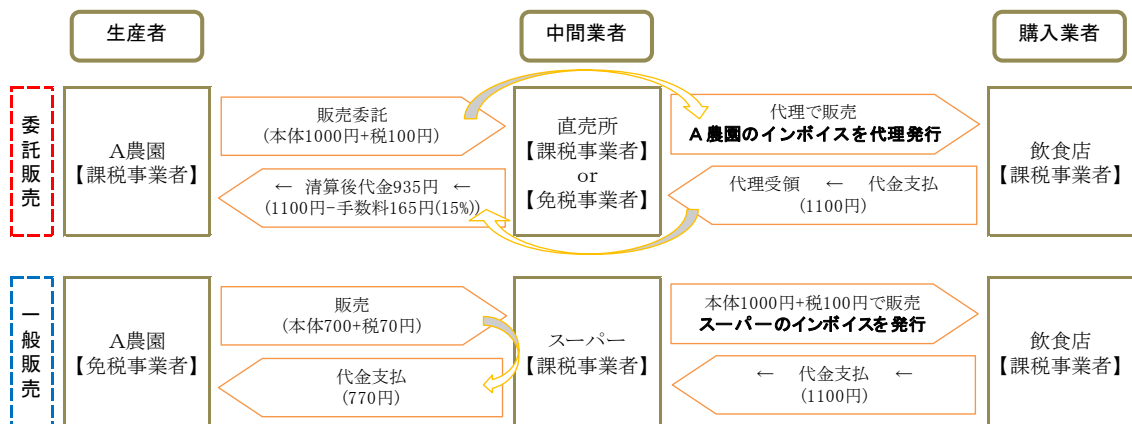 生産者
中間業者
購入業者
委託販売
A農園
【課税事業者】
販売委託
(本体1000円+税100円)
← 清算後代金935円 ←
(1100円-手数料165円(15%))
直売所
【課税事業者】
or
【免税事業者】
代理で販売
A農園のインボイスを代理発行
代理受領 ← 代金支払
(1100円)
飲食店
【課税事業者】
一般販売
A農園
【免税事業者】
販売
(本体700+税70円)
代金支払
(770円)
スーパー
【課税事業者】
本体1000円+税100円で販売
スーパーのインボイスを発行
← 代金支払 ←
(1100円)
飲食店
【課税事業者】